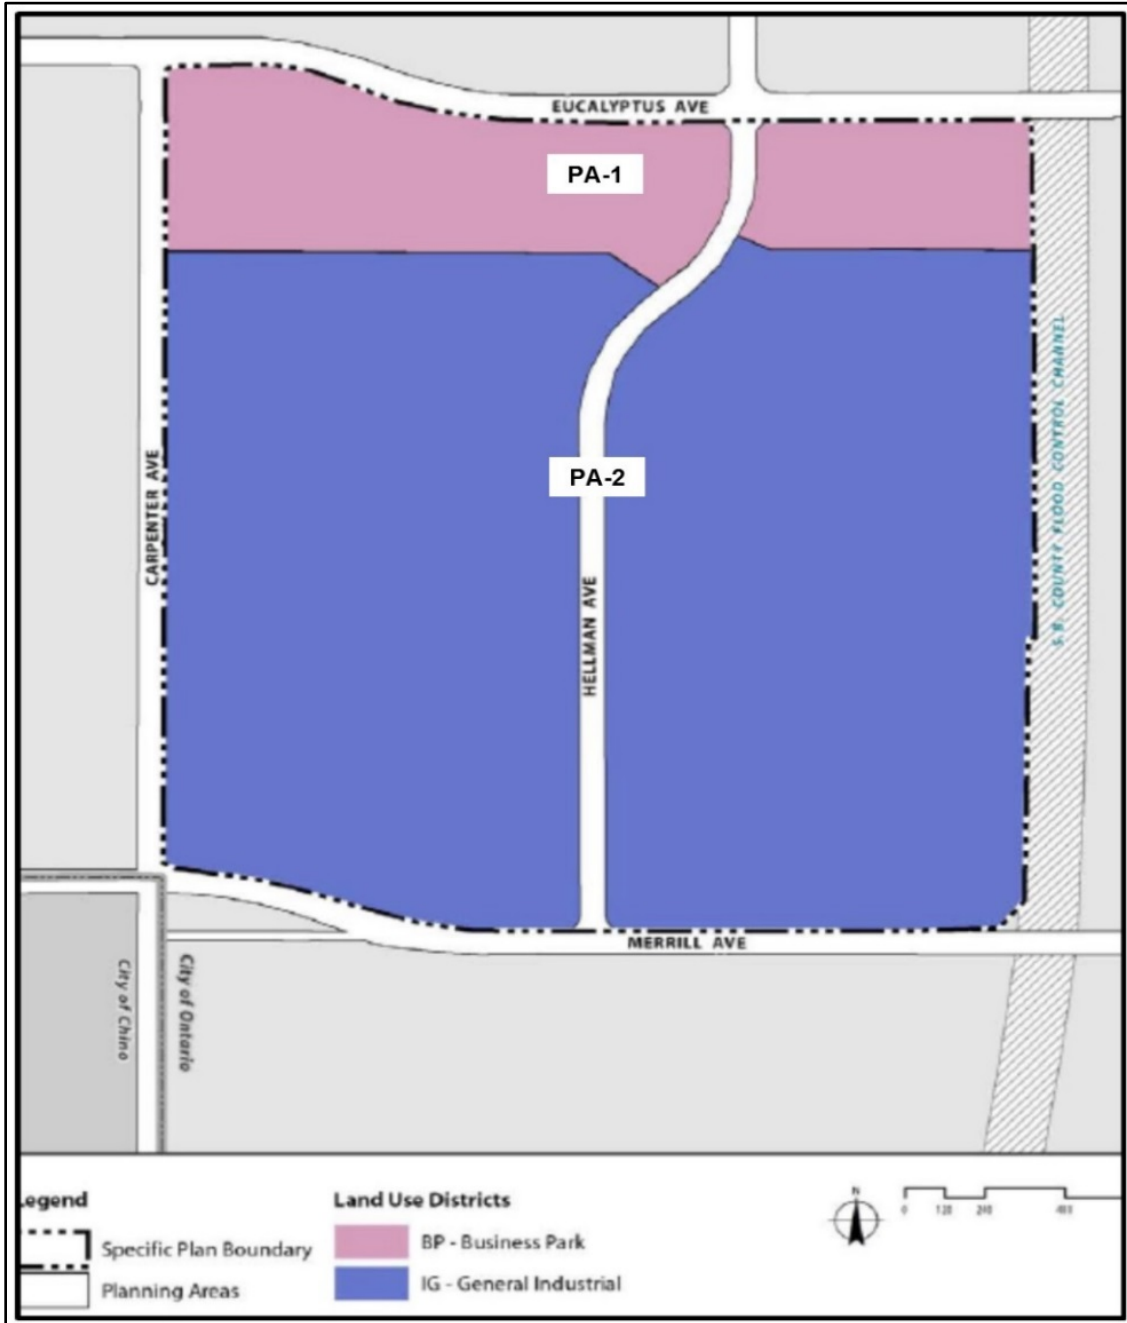 EUCALYPTUS AVE
PA-1
CARPENTER AVE
PA-2
HELLMAN AVE
S.B. COUNTY FLOOD CONTROL CHANNEL
MERRILL AVE
City of Chino
City of Ontario
Legend
Specific Plan Boundary
Planning Areas
Land Use Districts
BP - Business Park
IG - General Industrial
N
0 120 240 480